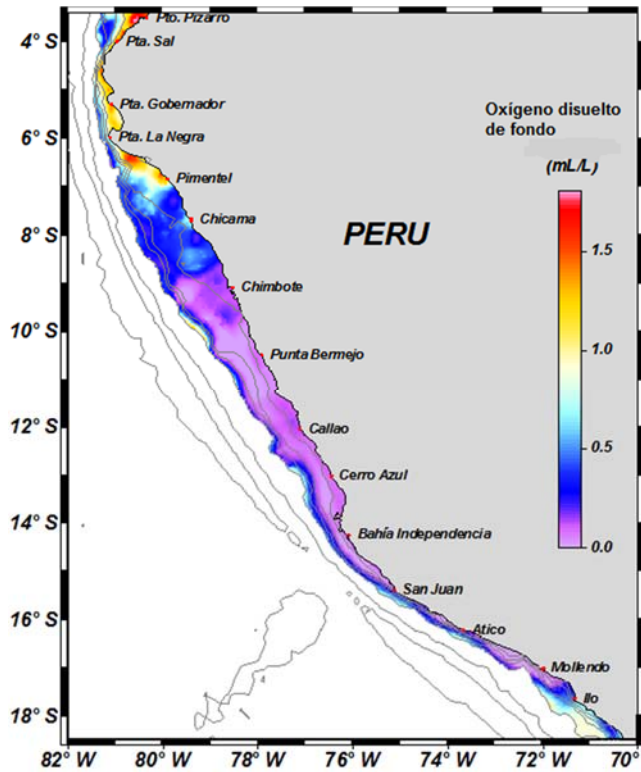 4° S
6° S
8° S
10° S
12° S
14° S
16° S
18° S
82° W
80° W
78° W
76° W
74° W
72° W
70°
Pto. Pizarro
Pta. Sal
Pta. Gobernador
Pta. La Negra
Pimentel
Chicama
Chimbote
Punta Bermejo
Callao
Cerro Azul
Bahía Independencia
San Juan
Atico
Mollendo
Ilo
PERU
Oxígeno disuelto
de fondo
(mL/L)
1.5
1.0
0.5
0.0